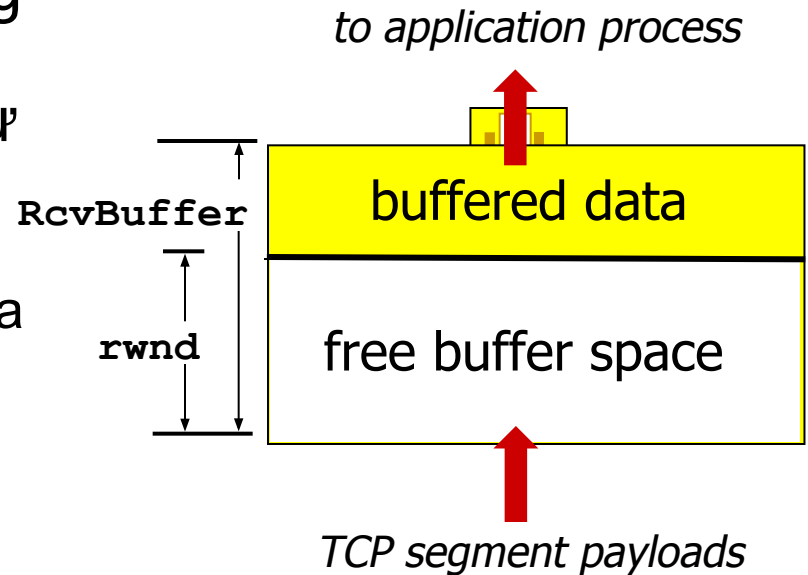 g
to application process
buffered data
RcvBuffer
a
rwnd
free buffer space
TCP segment payloads